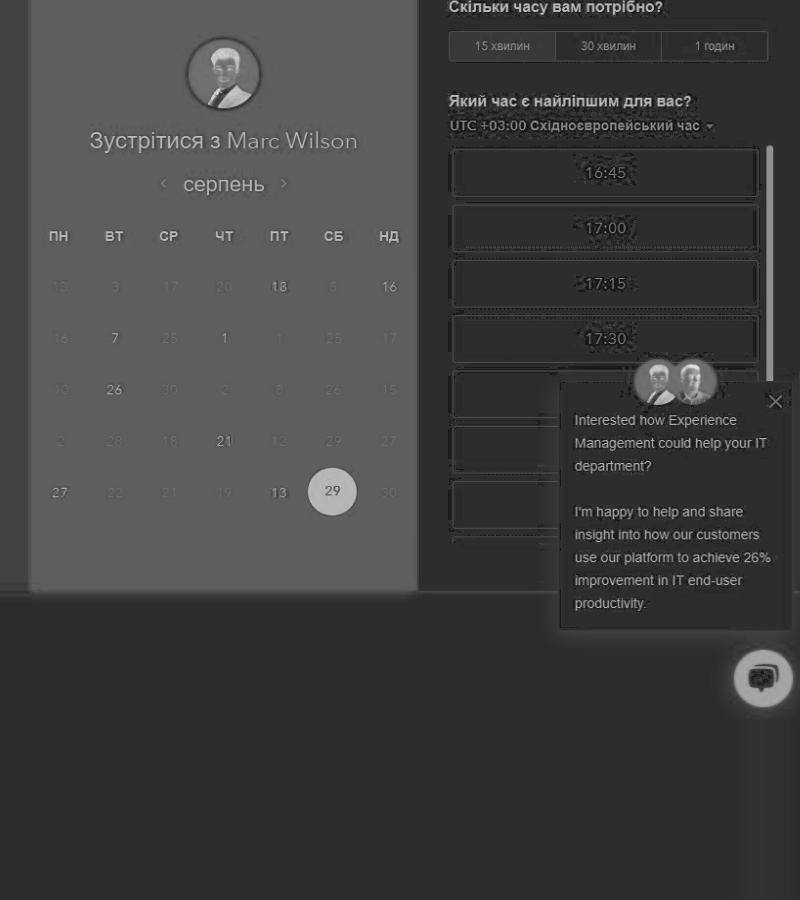 Зустрітися з Marc Wilson
серпень
ПН ВТ СР ЧТ ПТ СБ НД
13 3 17 20 18 5 16
16 7 25 1 1 25 17
10 26 30 2 8 26 15
2 28 18 21 12 29 27
27 22 21 19 13 29 30
Скільки часу вам потрібно?
15 хвилин 30 хвилин 1 годин
Який час є найліпшим для вас?
UTC +03:00 Східноєвропейський час
16:45
17:00
17:15
17:30
Interested how Experience
Management could help your IT
department?
I'm happy to help and share
insight into how our customers
use our platform to achieve 26%
improvement in IT end-user
productivity.